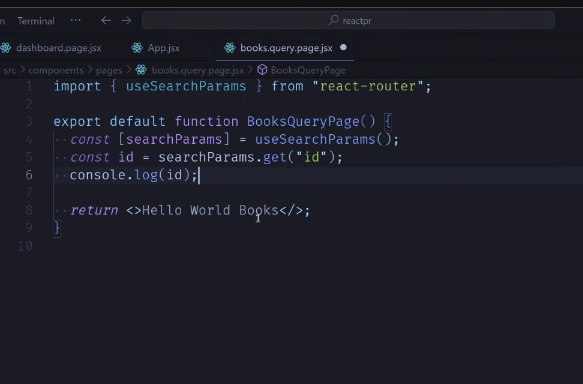 n Terminal ··· ← → reactpr
dashboard.page.jsx App.jsx books.query.page.jsx
src > components > pages > books.query.page.jsx > BooksQueryPage
1 import { useSearchParams } from "react-router";
2
3 export default function BooksQueryPage() {
4 const [searchParams] = useSearchParams();
5 const id = searchParams.get("id");
6 console.log(id);
7
8 return <>Hello World Books</>;
9 }
10